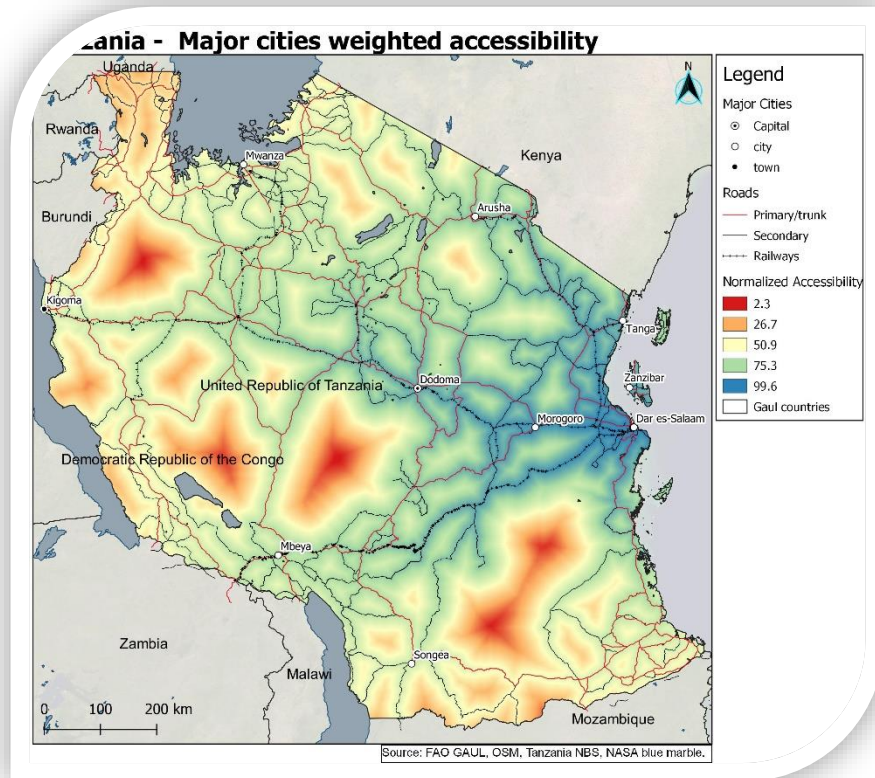 zania - Major cities weighted accessibility
Uganda
N
Rwanda
Mwanza
Kenya
Burundi
Arusha
Kigoma
Tanga
United Republic of Tanzania
Dodoma
Zanzibar
Morogoro
Dar es-Salaam
Democratic Republic of the Congo
Mbeya
Zambia
Songea
Malawi
Mozambique
0 100 200 km
Source: FAO GAUL, OSM, Tanzania NBS, NASA blue marble.
Legend
Major Cities
Capital
city
town
Roads
Primary/trunk
Secondary
Railways
Normalized Accessibility
2.3
26.7
50.9
75.3
99.6
Gaul countries